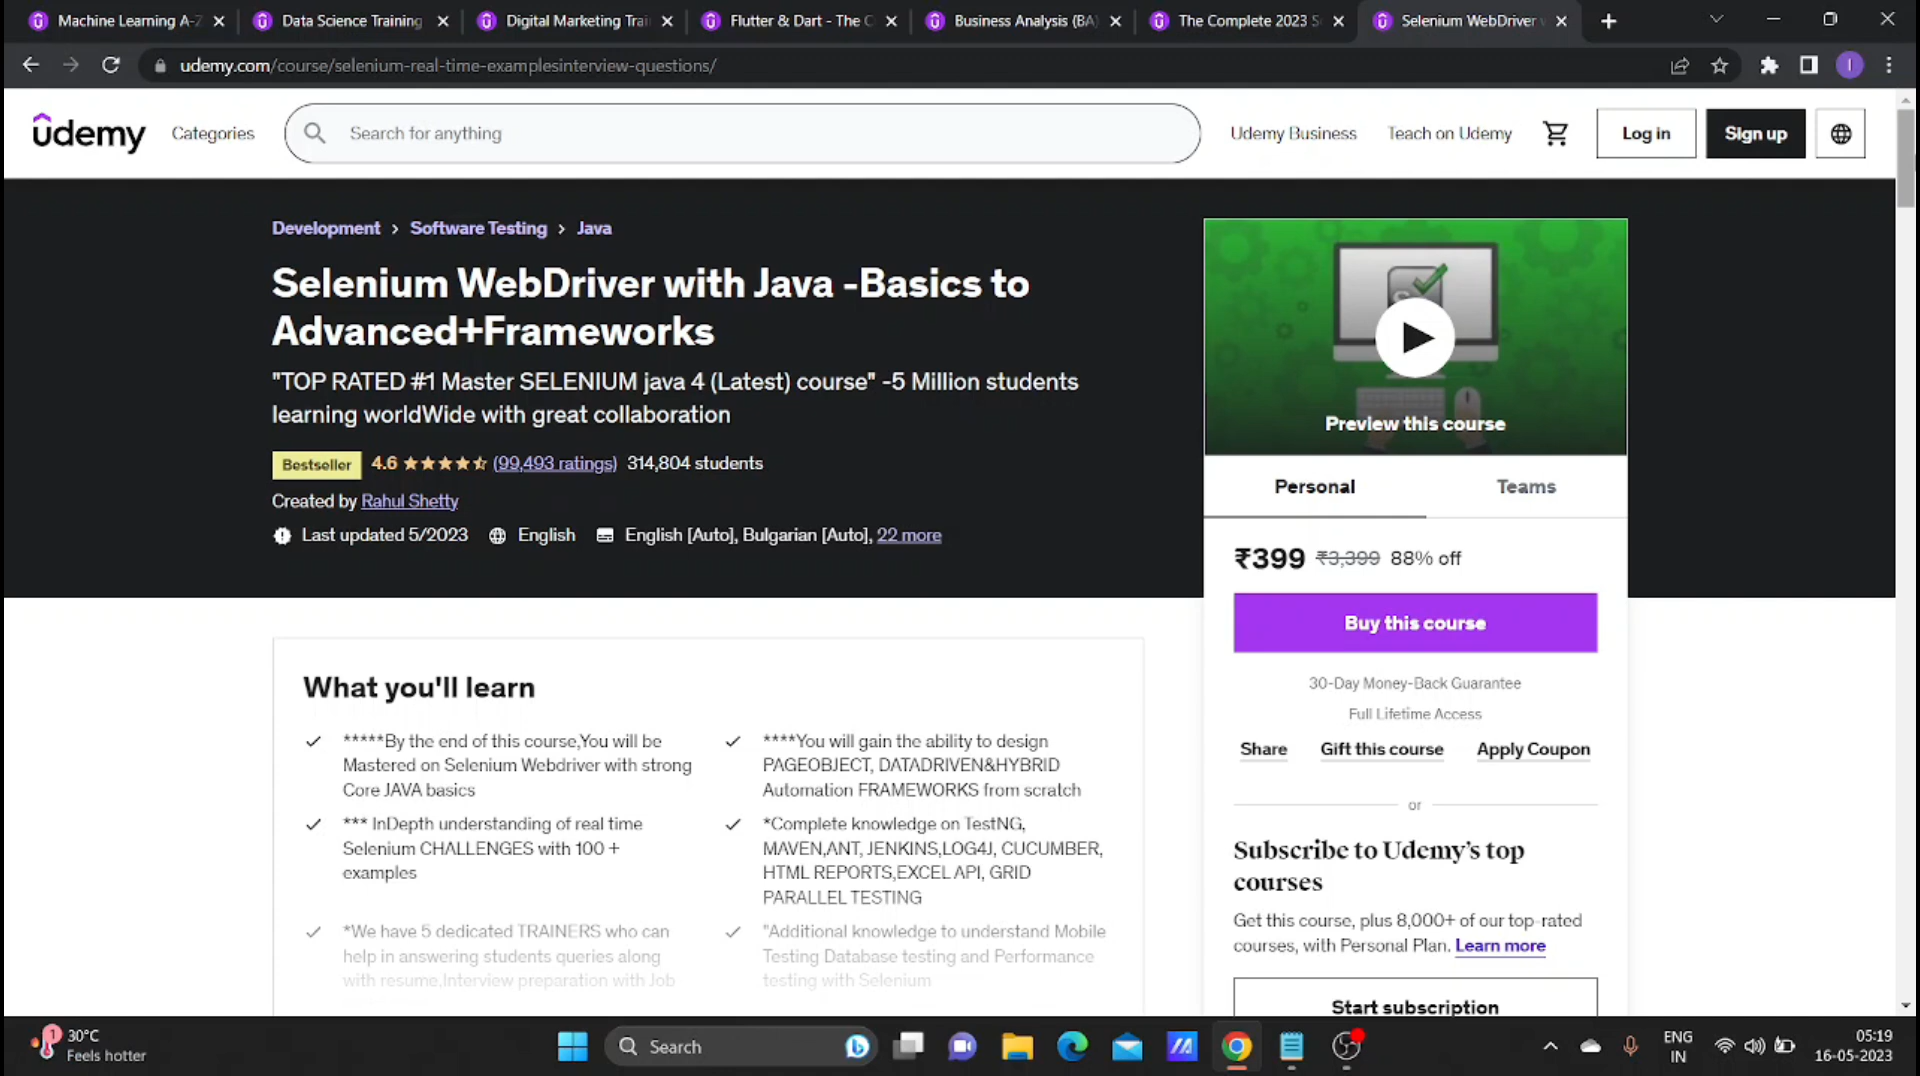 Machine Learning A-Z
Data Science Training
Digital Marketing Trai
Flutter & Dart - The C
Business Analysis (BA)
The Complete 2023 S
Selenium WebDriver
udemy.com/course/selenium-real-time-examplesinterview-questions/
I
udemy
Categories
Search for anything
Udemy Business
Teach on Udemy
Log in
Sign up
Development > Software Testing > Java
Selenium WebDriver with Java -Basics to
Advanced+Frameworks
"TOP RATED #1 Master SELENIUM java 4 (Latest) course" -5 Million students
learning worldWide with great collaboration
Bestseller 4.6 (99,493 ratings) 314,804 students
Created by Rahul Shetty
Last updated 5/2023 English English [Auto], Bulgarian [Auto], 22 more
Preview this course
Personal
Teams
₹399 ₹3,399 88% off
Buy this course
30-Day Money-Back Guarantee
Full Lifetime Access
Share
Gift this course
Apply Coupon
or
Subscribe to Udemy's top
courses
Get this course, plus 8,000+ of our top-rated
courses, with Personal Plan. Learn more
Start subscription
What you'll learn
*****By the end of this course,You will be
Mastered on Selenium Webdriver with strong
Core JAVA basics
****You will gain the ability to design
PAGEOBJECT, DATADRIVEN&HYBRID
Automation FRAMEWORKS from scratch
*** InDepth understanding of real time
Selenium CHALLENGES with 100 +
examples
*Complete knowledge on TestNG,
MAVEN,ANT, JENKINS,LOG4J, CUCUMBER,
HTML REPORTS,EXCEL API, GRID
PARALLEL TESTING
*We have 5 dedicated TRAINERS who can
help in answering students queries along
with resume,Interview preparation with Job
"Additional knowledge to understand Mobile
Testing Database testing and Performance
testing with Selenium
1
30°C
Feels hotter
Search
ENG
IN
05:19
16-05-2023